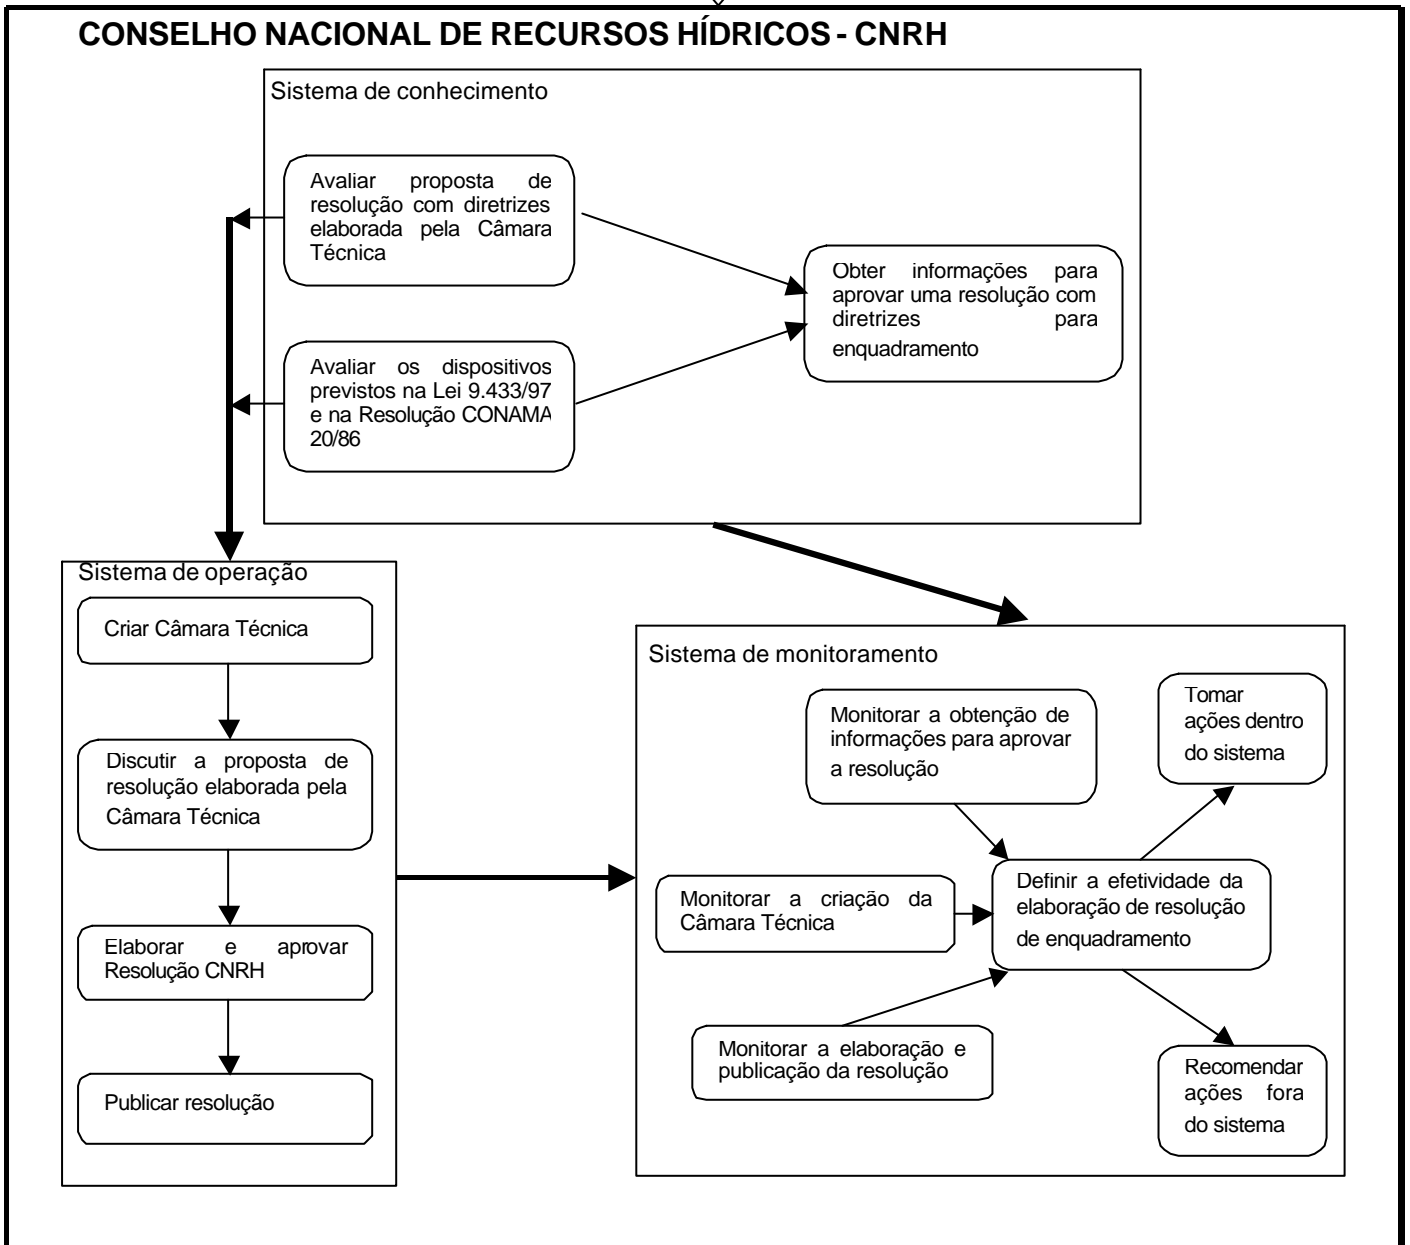 CONSELHO NACIONAL DE RECURSOS HÍDRICOS - CNRH
Sistema de conhecimento
Avaliar proposta de
resolução com diretrizes
elaborada pela Câmara
Técnica
Obter informações para
aprovar uma resolução com
diretrizes para
enquadramento
Avaliar os dispositivos
previstos na Lei 9.433/97
e na Resolução CONAMA
20/86
Sistema de operação
Criar Câmara Técnica
Discutir a proposta de
resolução elaborada pela
Câmara Técnica
Elaborar e aprovar
Resolução CNRH
Publicar resolução
Sistema de monitoramento
Monitorar a obtenção de
informações para aprovar
a resolução
Tomar
ações dentro
do sistema
Monitorar a criação da
Câmara Técnica
Definir a efetividade da
elaboração de resolução
de enquadramento
Monitorar a elaboração e
publicação da resolução
Recomendar
ações fora
do sistema